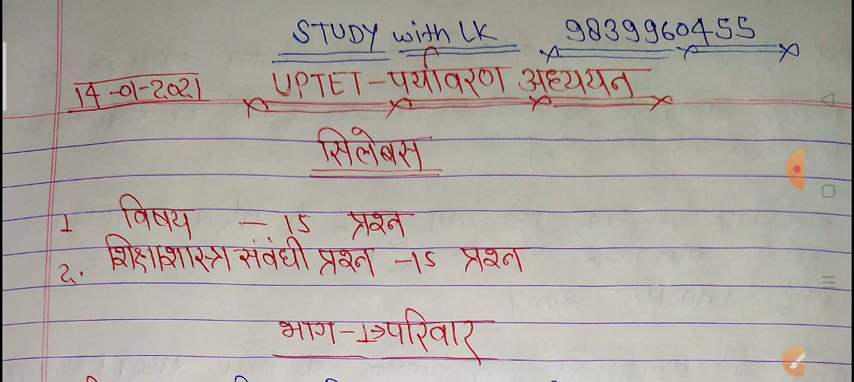 STUDY with LK 9839960455
14-01-2021 UPTET-पर्यावरण अध्ययन
सिलेबस
1 विषय - 15 प्रश्न
2. शिक्षाशास्त्र संबंधी प्रश्न -15 प्रश्न
भाग-1→परिवार